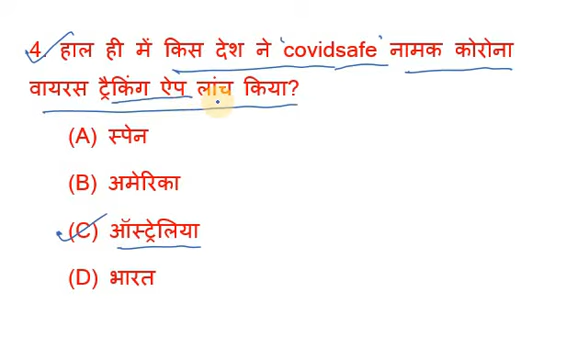 4. हाल ही में किस देश ने 'covidsafe' नामक कोरोना
वायरस ट्रैकिंग ऐप लांच किया?
(A) स्पेन
(B) अमेरिका
(C) ऑस्ट्रेलिया
(D) भारत